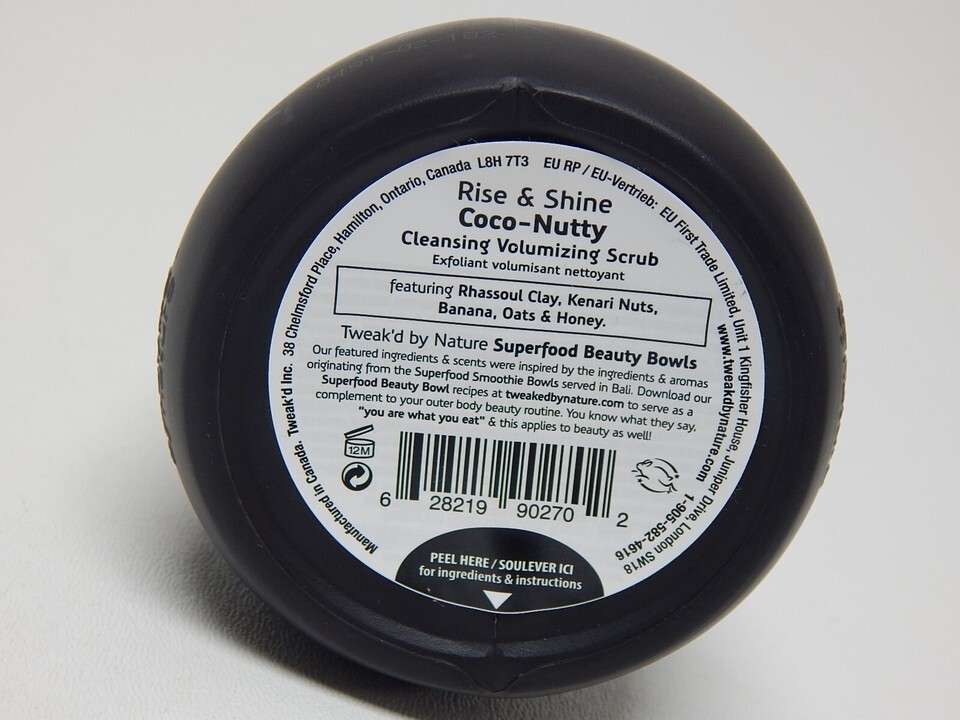 Rise & Shine
Coco-Nutty
Cleansing Volumizing Scrub
Exfoliant volumisant nettoyant
featuring Rhassoul Clay, Kenari Nuts,
Banana, Oats & Honey.
Tweak'd by Nature Superfood Beauty Bowls
Our featured ingredients & scents were inspired by the ingredients & aromas
originating from the Superfood Smoothie Bowls served in Bali. Download our
Superfood Beauty Bowl recipes at tweakedbynature.com to serve as a
complement to your outer body beauty routine. You know what they say,
"you are what you eat" & this applies to beauty as well!
12M
6 28219 90270 2
PEEL HERE / SOULEVER ICI
for ingredients & instructions
Manufactured in Canada. Tweak'd Inc. 38 Chelmsford Place, Hamilton, Ontario, Canada L8H 7T3 EU RP / EU-Vertrieb: EU First Trade Limited, Unit 1 Kingfisher House, Juniper Drive, London SW18
www.tweakdbynature.com 1-905-582-4616